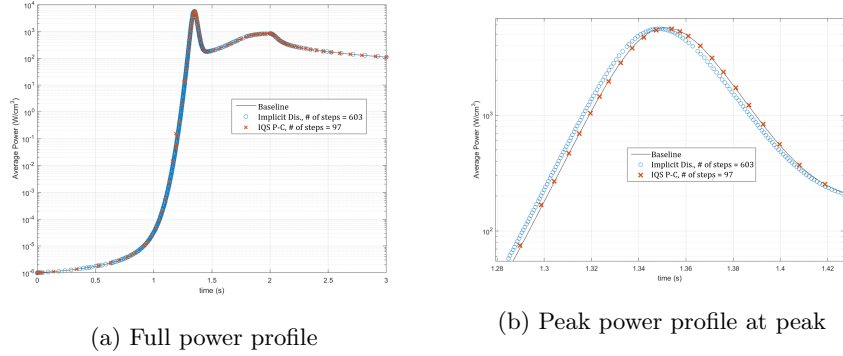 10^4
10^3
10^2
10^1
10^0
10^-1
10^-2
10^-3
10^-4
10^-5
10^-6
Average Power (W/cm^3)
Baseline
Implicit Dis., # of steps = 603
IQS P-C, # of steps = 97
0 0.5 1 1.5 2 2.5 3
time (s)
(a) Full power profile
10^3
10^2
Average Power (W/cm^3)
Baseline
Implicit Dis., # of steps = 603
IQS P-C, # of steps = 97
1.28 1.3 1.32 1.34 1.36 1.38 1.4 1.42
time (s)
(b) Peak power profile at peak